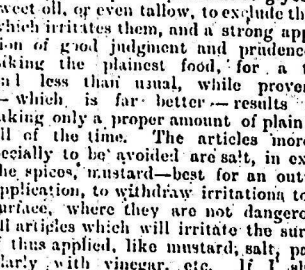 weet oil, or even tallow, to exclude th
which irritates them, and a strong app
ion of good judgment and prudence
aking the plainest food, for a t
less than usual, while prove
— which is far better — results
aking only a proper amount of plain
ll of the time. The articles more
ecially to be avoided are salt, in ex
he spices, mustard—best for an out
pplication, to withdraw irritations to
urface, where they are not dangero
ll articles which will irritate the sur
thus applied, like mustard, salt, p
larly with vinegar, etc. If I